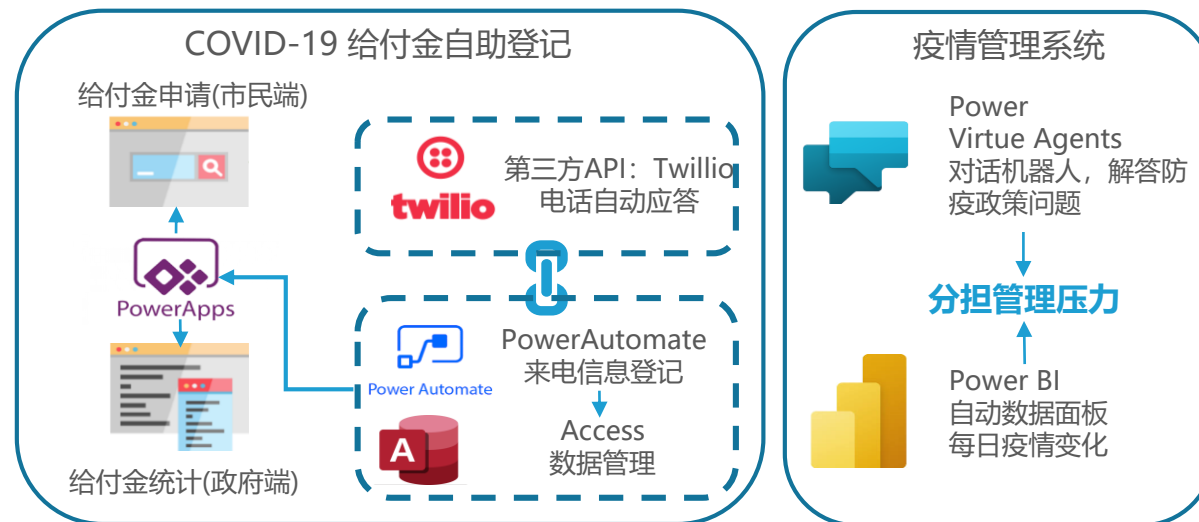 COVID-19 给付金自助登记
给付金申请(市民端)
twilio
第三方API：Twillio
电话自动应答
PowerApps
Power Automate
PowerAutomate
来电信息登记
A
Access
数据管理
给付金统计(政府端)
疫情管理系统
Power
Virtue Agents
对话机器人，解答防
疫政策问题
分担管理压力
Power BI
自动数据面板
每日疫情变化